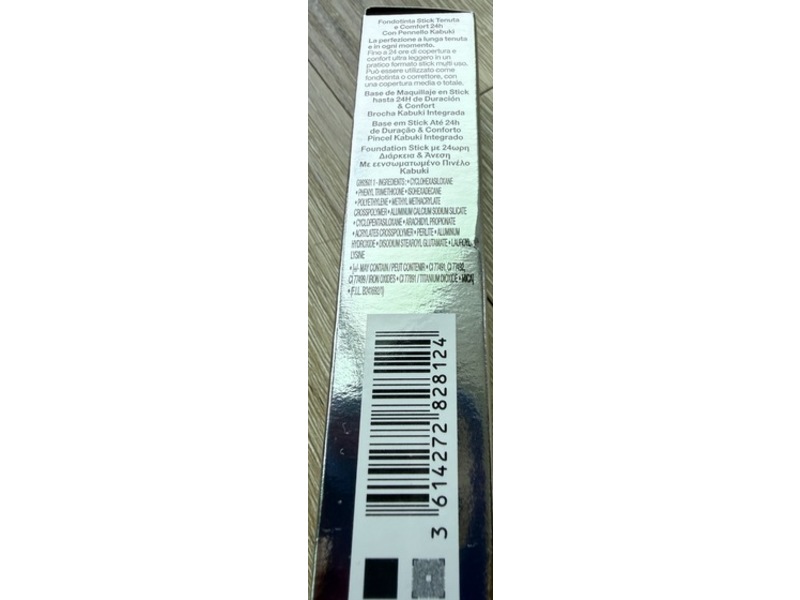 Fondotinta Stick Tenuta
e Comfort 24h
Con Pennello Kabuki
La perfezione a lunga tenuta
e in ogni momento.
Fino a 24 ore di copertura e
confort ultra leggero in un
pratico formato stick multi uso.
Può essere utilizzato come
fondotinta o correttore, con
una copertura media o totale.
Base de Maquillaje en Stick
hasta 24H de Duración
& Confort
Brocha Kabuki Integrada
Base em Stick Até 24h
de Duração & Conforto
Pincel Kabuki Integrado
Foundation Stick με 24ωρη
Διάρκεια & Άνεση
Με ενσωματωμένο Πινέλο
Kabuki
INGREDIENTS: • CYCLOHEXASILOXANE
• PHENYL TRIMETHICONE • ISOHEXADECANE
• POLYETHYLENE • METHYL METHACRYLATE
CROSSPOLYMER • ALUMINUM CALCIUM SODIUM SILICATE
• CYCLOPENTASILOXANE • ARACHIDYL PROPIONATE
• ACRYLATES CROSSPOLYMER • PERLITE • ALUMINUM
HYDROXIDE • DISODIUM STEAROYL GLUTAMATE • LAUROYL
LYSINE
• [+/- MAY CONTAIN / PEUT CONTENIR • CI 77491, CI 77492,
CI 77499 / IRON OXIDES • CI 77891 / TITANIUM DIOXIDE • MICA]
3 614272 828124